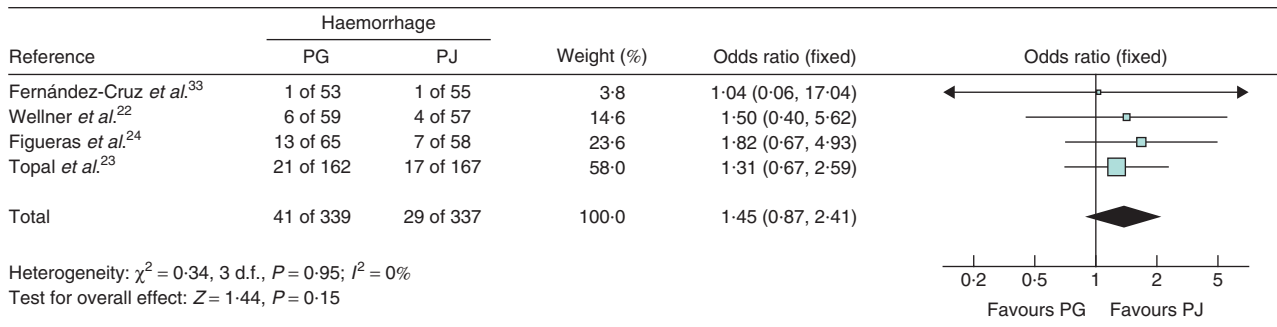 Haemorrhage
Reference PG PJ Weight (%) Odds ratio (fixed) Odds ratio (fixed)
Fernández-Cruz et al.33 1 of 53 1 of 55 3·8 1·04 (0·06, 17·04)
Wellner et al.22 6 of 59 4 of 57 14·6 1·50 (0·40, 5·62)
Figueras et al.24 13 of 65 7 of 58 23·6 1·82 (0·67, 4·93)
Topal et al.23 21 of 162 17 of 167 58·0 1·31 (0·67, 2·59)
Total 41 of 339 29 of 337 100·0 1·45 (0·87, 2·41)
Heterogeneity: χ2 = 0·34, 3 d.f., P = 0·95; I2 = 0%
Test for overall effect: Z = 1·44, P = 0·15
0·2 0·5 1 2 5
Favours PG Favours PJ